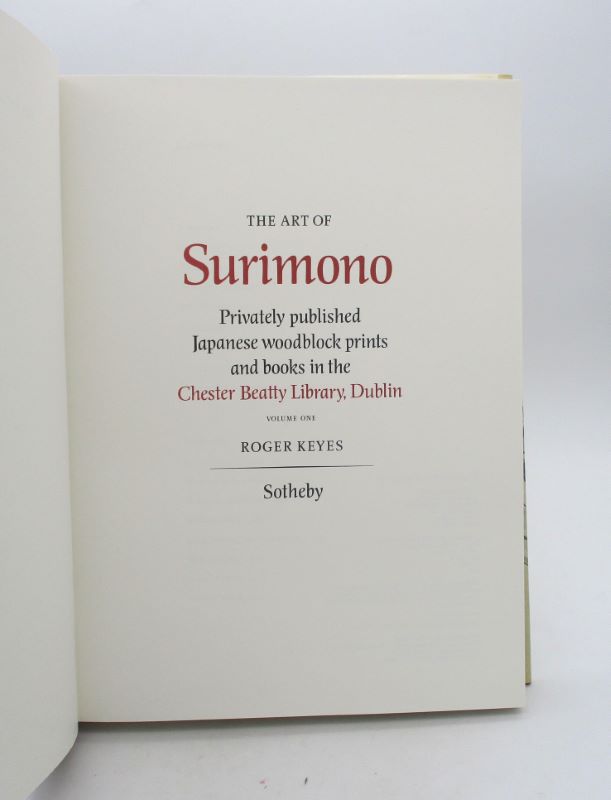 THE ART OF
Surimono
Privately published
Japanese woodblock prints
and books in the
Chester Beatty Library, Dublin
VOLUME ONE
ROGER KEYES
Sotheby